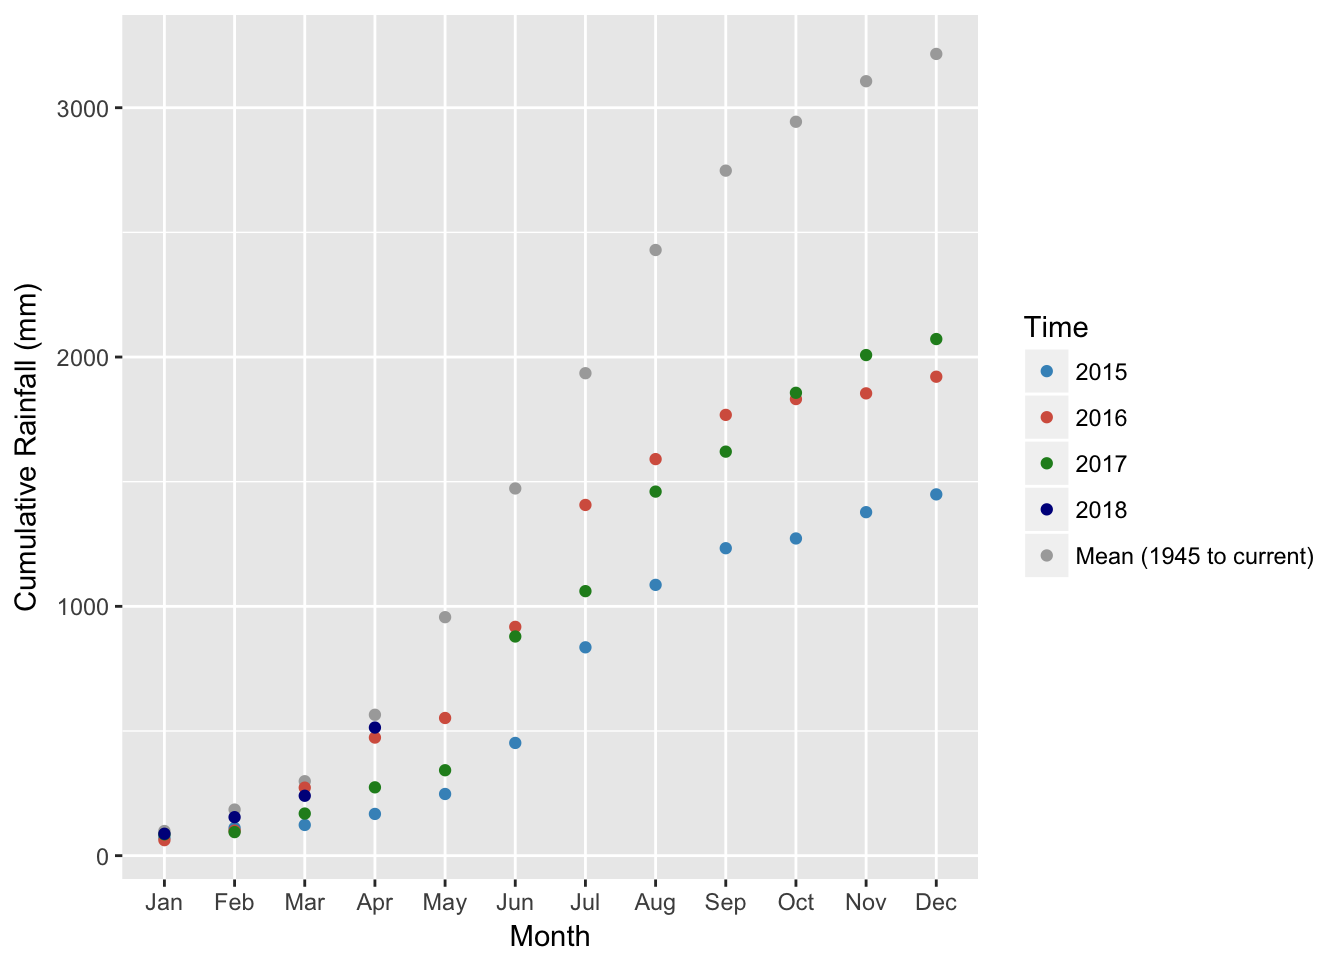 3000
2000
1000
0
Cumulative Rainfall (mm)
Jan Feb Mar Apr May Jun Jul Aug Sep Oct Nov Dec
Month
Time
2015
2016
2017
2018
Mean (1945 to current)